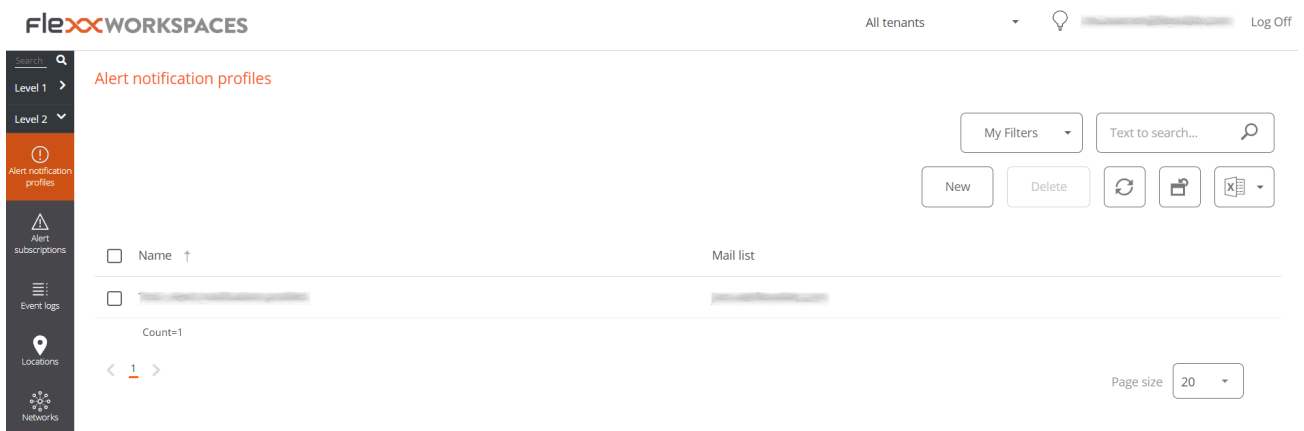 FlexxWORKSPACES
All tenants
Log Off
Search
Level 1
Level 2
Alert notification
profiles
Alert
subscriptions
Event logs
Locations
Networks
Alert notification profiles
My Filters
Text to search...
New
Delete
Name ↑
Mail list
Count=1
1
Page size
20